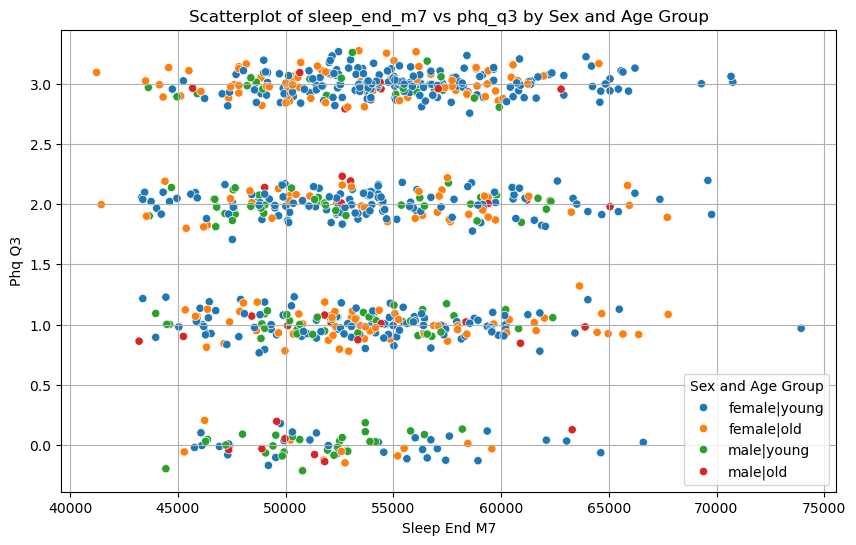 Scatterplot of sleep_end_m7 vs phq_q3 by Sex and Age Group
Phq Q3
3.0
2.5
2.0
1.5
1.0
0.5
0.0
Sex and Age Group
female|young
female|old
male|young
male|old
40000 45000 50000 55000 60000 65000 70000 75000
Sleep End M7